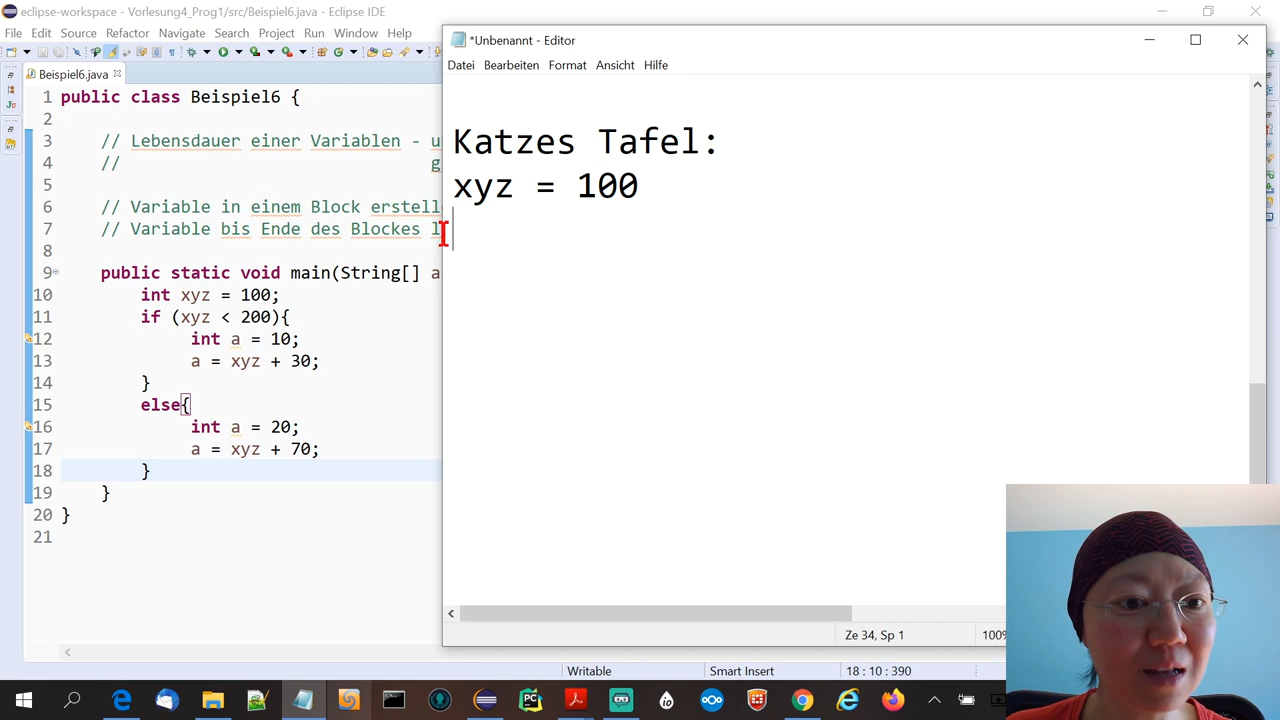 eclipse-workspace - Vorlesung4_Prog1/src/Beispiel6.java - Eclipse IDE
File Edit Source Refactor Navigate Search Project Run Window Help
Beispiel6.java
1 public class Beispiel6 {
2
3 // Lebensdauer einer Variablen - u
4 // g
5
6 // Variable in einem Block erstelle
7 // Variable bis Ende des Blockes l
8
9 public static void main(String[] a
10 int xyz = 100;
11 if (xyz < 200){
12 int a = 10;
13 a = xyz + 30;
14 }
15 else{
16 int a = 20;
17 a = xyz + 70;
18 }
19 }
20 }
21
*Unbenannt - Editor
Datei Bearbeiten Format Ansicht Hilfe
Katzes Tafel:
xyz = 100
Ze 34, Sp 1 100%
Writable Smart Insert 18 : 10 : 390